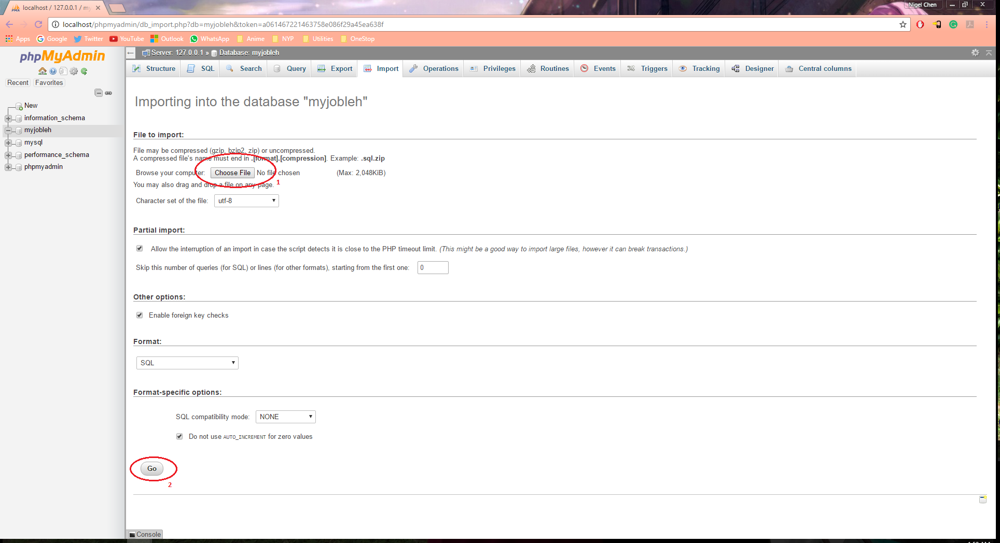 localhost / 127.0.0.1 / my
Nigel Chen
localhost/phpmyadmin/db_import.php?db=myjobleh&token=a061467221463758e086f29a45ea638f
Apps Google Twitter YouTube Outlook WhatsApp Anime NYP Utilities OneStop
phpMyAdmin
Recent Favorites
New
information_schema
myjobleh
mysql
performance_schema
phpmyadmin
Server: 127.0.0.1 » Database: myjobleh
Structure SQL Search Query Export Import Operations Privileges Routines Events Triggers Tracking Designer Central columns
Importing into the database "myjobleh"
File to import:
File may be compressed (gzip, bzip2, zip) or uncompressed.
A compressed file's name must end in .[format].[compression]. Example: .sql.zip
Browse your computer: Choose File No file chosen (Max: 2,048KiB)
You may also drag and drop a file on any page.
1
Character set of the file: utf-8
Partial import:
Allow the interruption of an import in case the script detects it is close to the PHP timeout limit. (This might be a good way to import large files, however it can break transactions.)
Skip this number of queries (for SQL) or lines (for other formats), starting from the first one: 0
Other options:
Enable foreign key checks
Format:
SQL
Format-specific options:
SQL compatibility mode: NONE
Do not use AUTO_INCREMENT for zero values
Go
2
Console